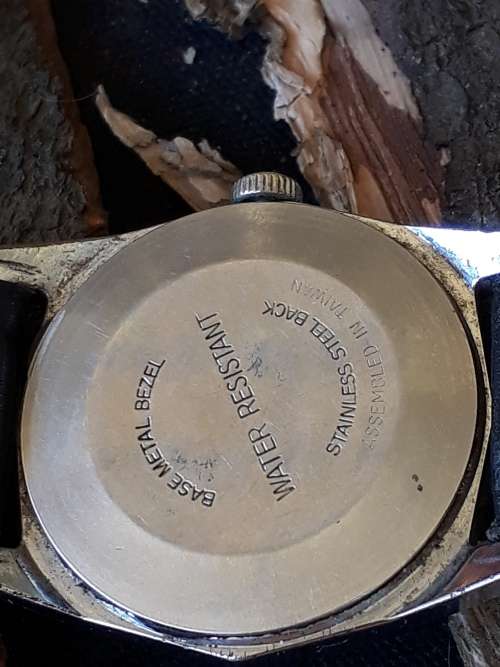 BASE METAL BEZEL
WATER RESISTANT
STAINLESS STEEL BACK
ASSEMBLED IN TAIWAN